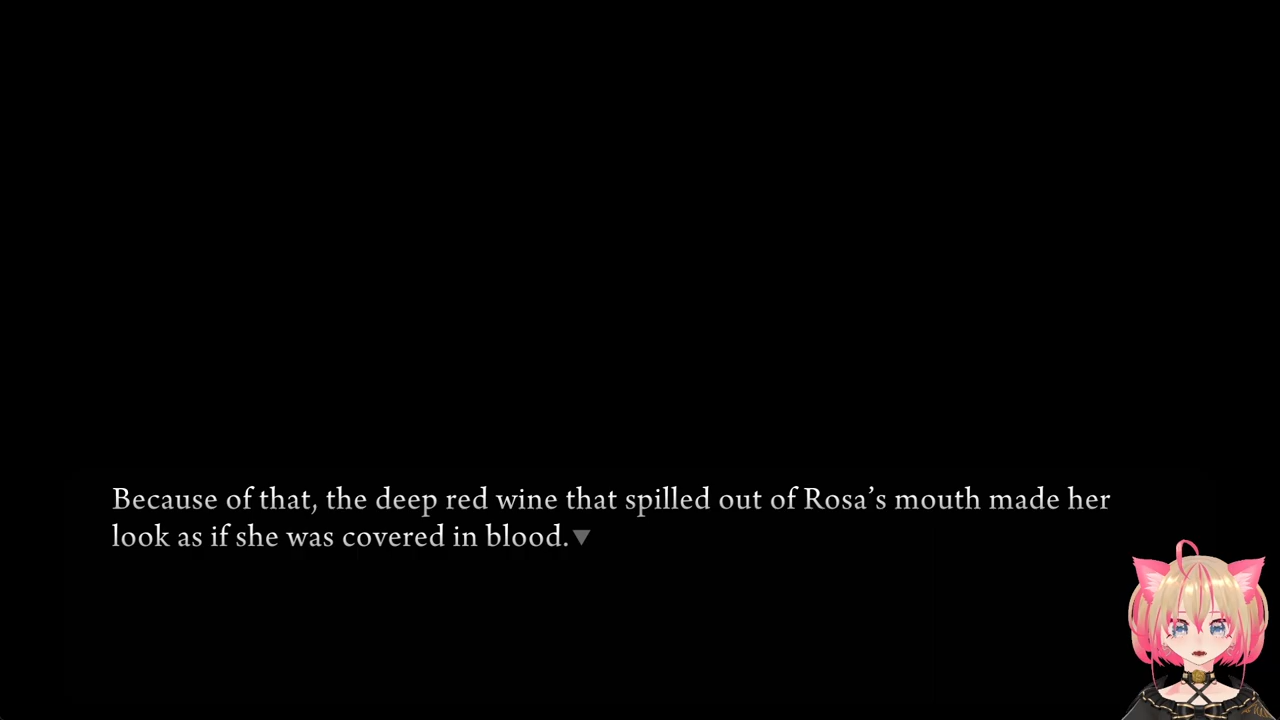 Because of that, the deep red wine that spilled out of Rosa’s mouth made her
look as if she was covered in blood.